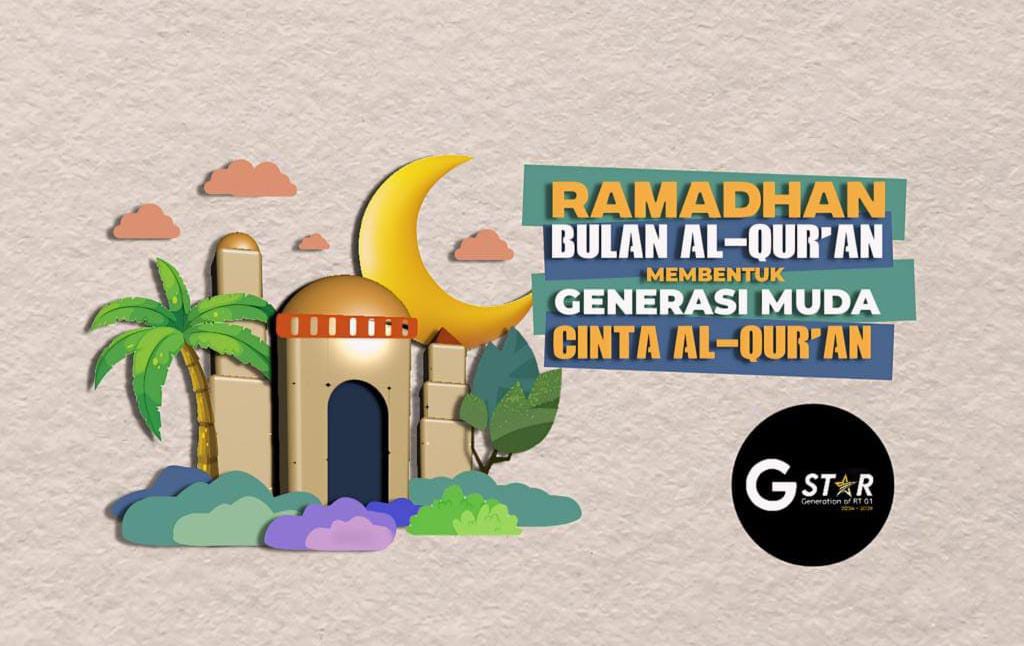 RAMADHAN
BULAN AL-QUR'AN
MEMBENTUK
GENERASI MUDA
CINTA AL-QUR'AN
G STAR
Generation of RT 01